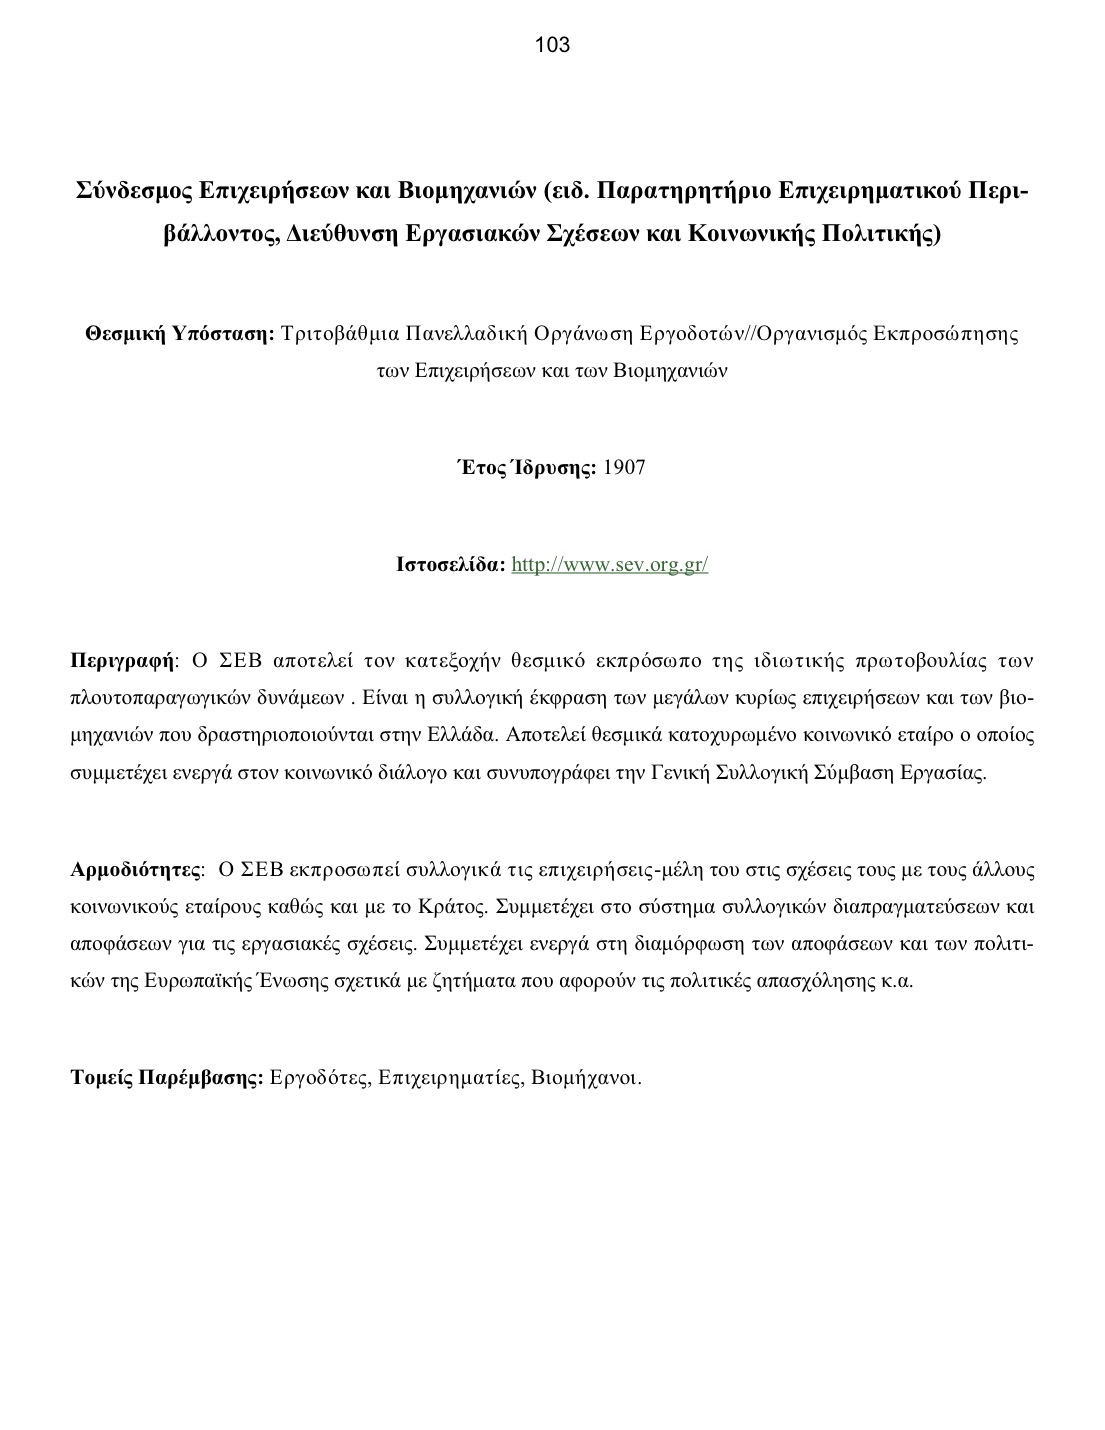 103
Σύνδεσμος Επιχειρήσεων και Βιομηχανιών (ειδ. Παρατηρητήριο Επιχειρηματικού Περι-
βάλλοντος, Διεύθυνση Εργασιακών Σχέσεων και Κοινωνικής Πολιτικής)
Θεσμική Υπόσταση: Τριτοβάθμια Πανελλαδική Οργάνωση Εργοδοτών//Οργανισμός Εκπροσώπησης
των Επιχειρήσεων και των Βιομηχανιών
Έτος Ίδρυσης: 1907
Ιστοσελίδα: http://www.sev.org.gr/
Περιγραφή: Ο ΣΕΒ αποτελεί τον κατεξοχήν θεσμικό εκπρόσωπο της ιδιωτικής πρωτοβουλίας των
πλουτοπαραγωγικών δυνάμεων . Είναι η συλλογική έκφραση των μεγάλων κυρίως επιχειρήσεων και των βιο-
μηχανιών που δραστηριοποιούνται στην Ελλάδα. Αποτελεί θεσμικά κατοχυρωμένο κοινωνικό εταίρο ο οποίος
συμμετέχει ενεργά στον κοινωνικό διάλογο και συνυπογράφει την Γενική Συλλογική Σύμβαση Εργασίας.
Αρμοδιότητες:  Ο ΣΕΒ εκπροσωπεί συλλογικά τις επιχειρήσεις-μέλη του στις σχέσεις τους με τους άλλους
κοινωνικούς εταίρους καθώς και με το Κράτος. Συμμετέχει στο σύστημα συλλογικών διαπραγματεύσεων και
αποφάσεων για τις εργασιακές σχέσεις. Συμμετέχει ενεργά στη διαμόρφωση των αποφάσεων και των πολιτι-
κών της Ευρωπαϊκής Ένωσης σχετικά με ζητήματα που αφορούν τις πολιτικές απασχόλησης κ.α.
Τομείς Παρέμβασης: Εργοδότες, Επιχειρηματίες, Βιομήχανοι.